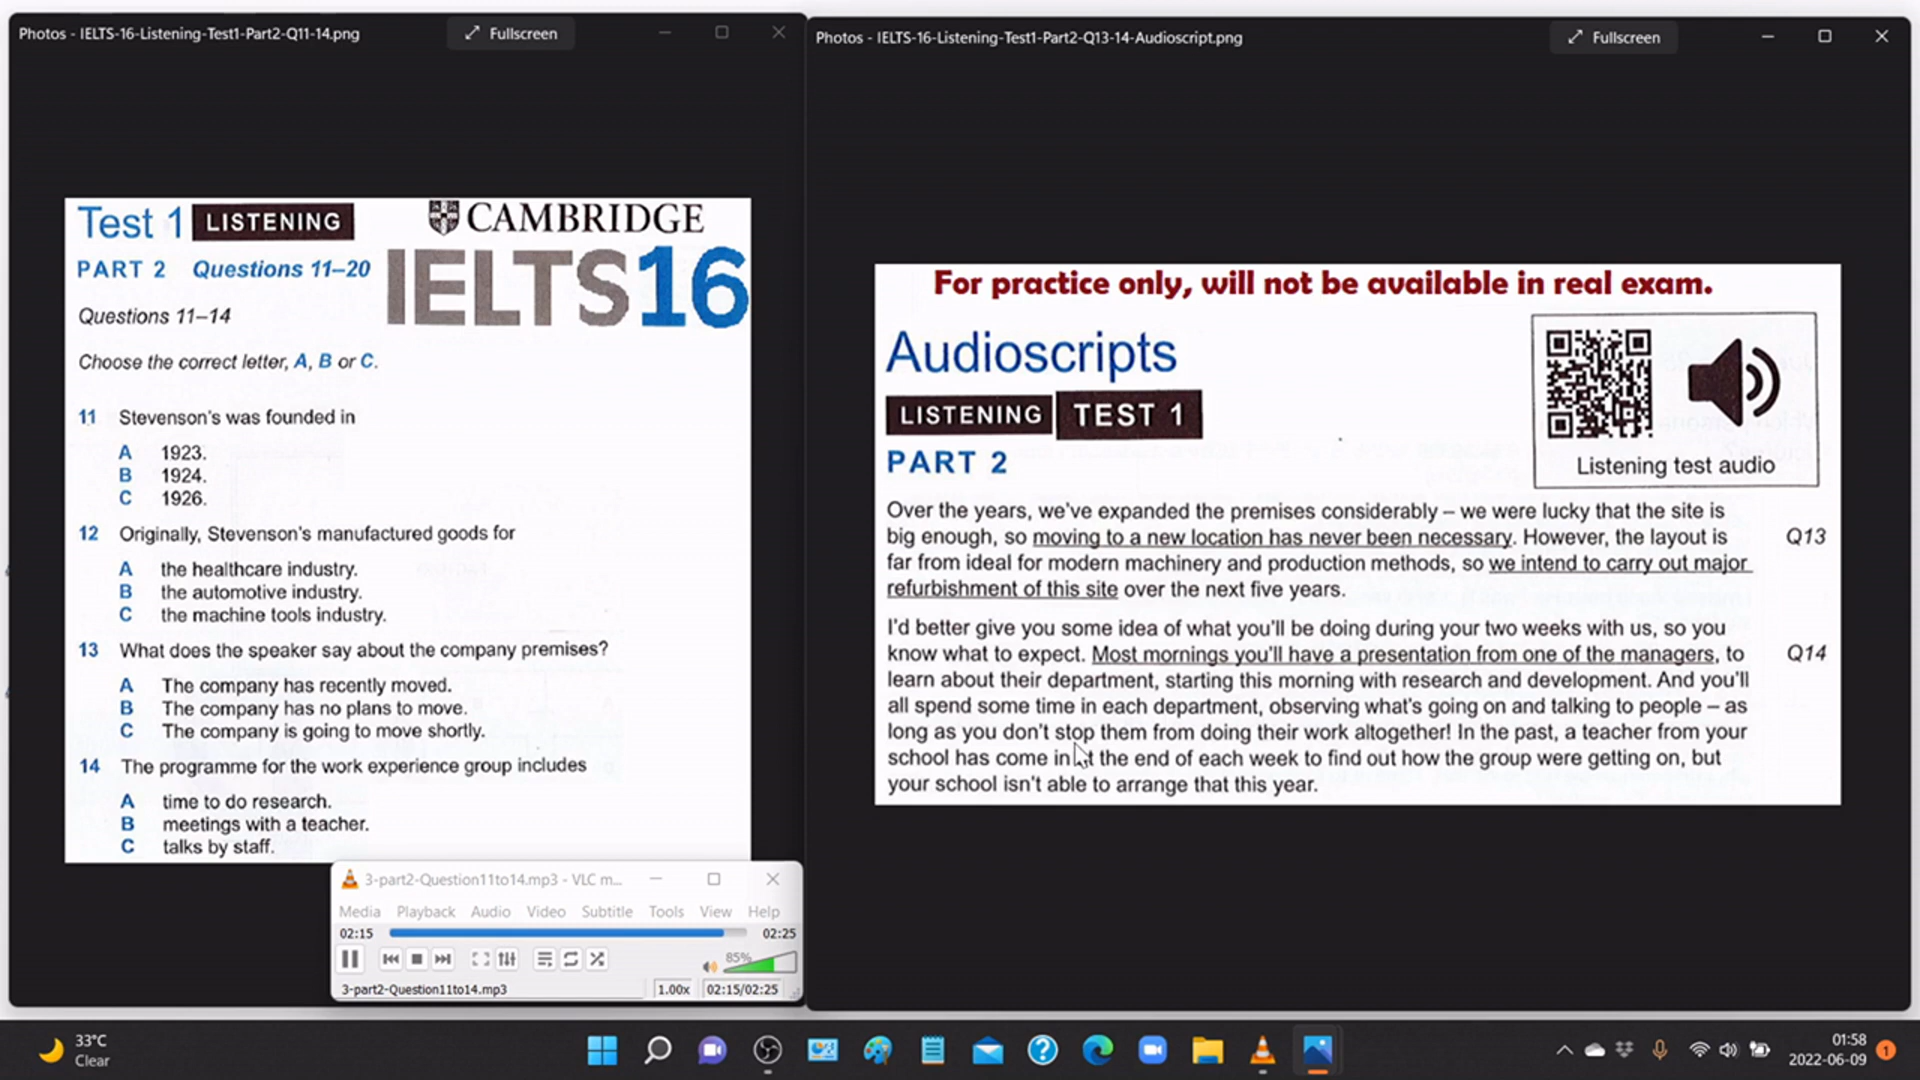 Photos - IELTS-16-Listening-Test1-Part2-Q11-14.png
Fullscreen
Test 1 LISTENING
CAMBRIDGE
IELTS16
PART 2 Questions 11–20
Questions 11–14
Choose the correct letter, A, B or C.
11 Stevenson's was founded in
A 1923.
B 1924.
C 1926.
12 Originally, Stevenson's manufactured goods for
A the healthcare industry.
B the automotive industry.
C the machine tools industry.
13 What does the speaker say about the company premises?
A The company has recently moved.
B The company has no plans to move.
C The company is going to move shortly.
14 The programme for the work experience group includes
A time to do research.
B meetings with a teacher.
C talks by staff.
3-part2-Question11to14.mp3 - VLC m...
Media Playback Audio Video Subtitle Tools View Help
02:15 02:25
85%
3-part2-Question11to14.mp3 1.00x 02:15/02:25
Photos - IELTS-16-Listening-Test1-Part2-Q13-14-Audioscript.png
Fullscreen
For practice only, will not be available in real exam.
Audioscripts
LISTENING TEST 1
Listening test audio
PART 2
Over the years, we've expanded the premises considerably – we were lucky that the site is
big enough, so moving to a new location has never been necessary. However, the layout is Q13
far from ideal for modern machinery and production methods, so we intend to carry out major
refurbishment of this site over the next five years.
I'd better give you some idea of what you'll be doing during your two weeks with us, so you
know what to expect. Most mornings you'll have a presentation from one of the managers, to Q14
learn about their department, starting this morning with research and development. And you'll
all spend some time in each department, observing what's going on and talking to people – as
long as you don't stop them from doing their work altogether! In the past, a teacher from your
school has come in at the end of each week to find out how the group were getting on, but
your school isn't able to arrange that this year.
33°C
Clear
01:58
2022-06-09
1